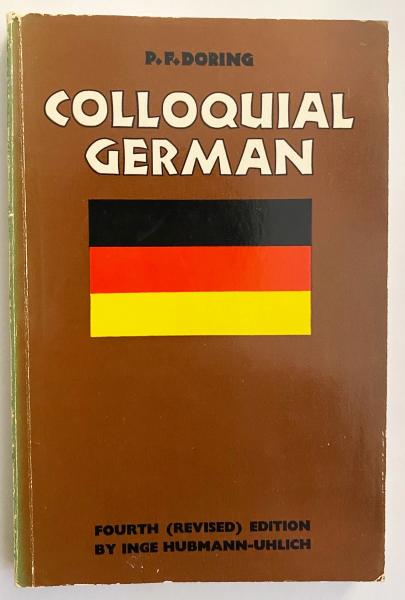 P.F.DORING
COLLOQUIAL
GERMAN
FOURTH (REVISED) EDITION
BY INGE HUBMANN-UHLICH